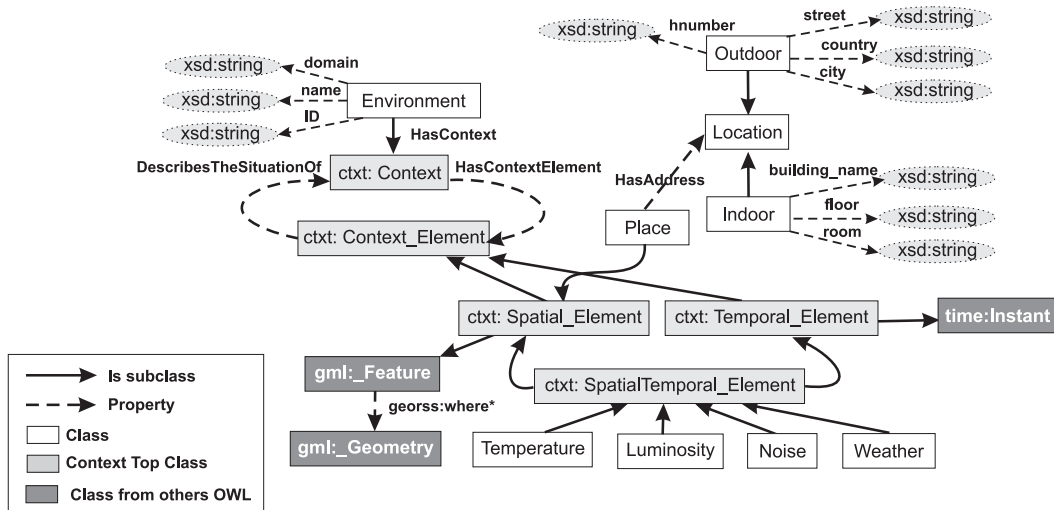 street
hnumber
xsd:string
xsd:string
Outdoor
country
xsd:string
city
xsd:string
domain
xsd:string
name
xsd:string
Environment
ID
xsd:string
HasContext
Location
DescribesTheSituationOf
HasContextElement
ctxt: Context
HasAddress
building_name
xsd:string
Indoor
floor
xsd:string
room
xsd:string
Place
ctxt: Context_Element
ctxt: Spatial_Element
ctxt: Temporal_Element
time:Instant
gml:_Feature
ctxt: SpatialTemporal_Element
georss:where*
gml:_Geometry
Temperature
Luminosity
Noise
Weather
Is subclass
Property
Class
Context Top Class
Class from others OWL